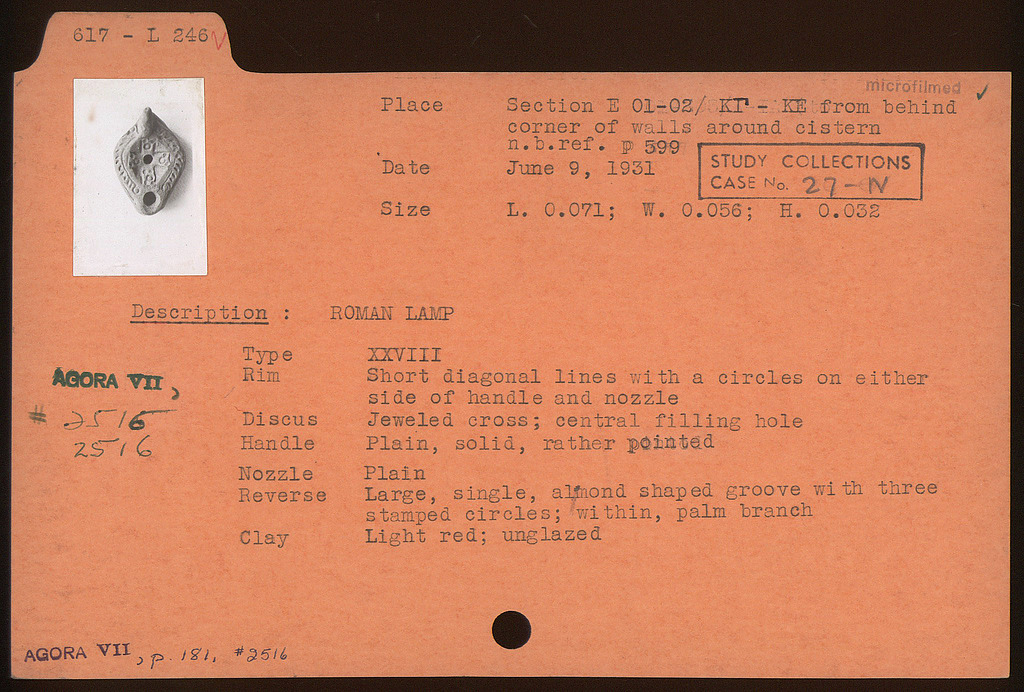 617 - L 246
microfilmed ✓
Place Section E 01-02/ KT - KE from behind
corner of walls around cistern
n.b.ref. p 599
Date June 9, 1931
STUDY COLLECTIONS
CASE No. 27-IV
Size L. 0.071; W. 0.056; H. 0.032
Description : ROMAN LAMP
Type XXVIII
Rim Short diagonal lines with a circles on either
side of handle and nozzle
Discus Jeweled cross; central filling hole
Handle Plain, solid, rather pointed
Nozzle Plain
Reverse Large, single, almond shaped groove with three
stamped circles; within, palm branch
Clay Light red; unglazed
AGORA VII,
# 2516
2516
AGORA VII, p. 181, #2516